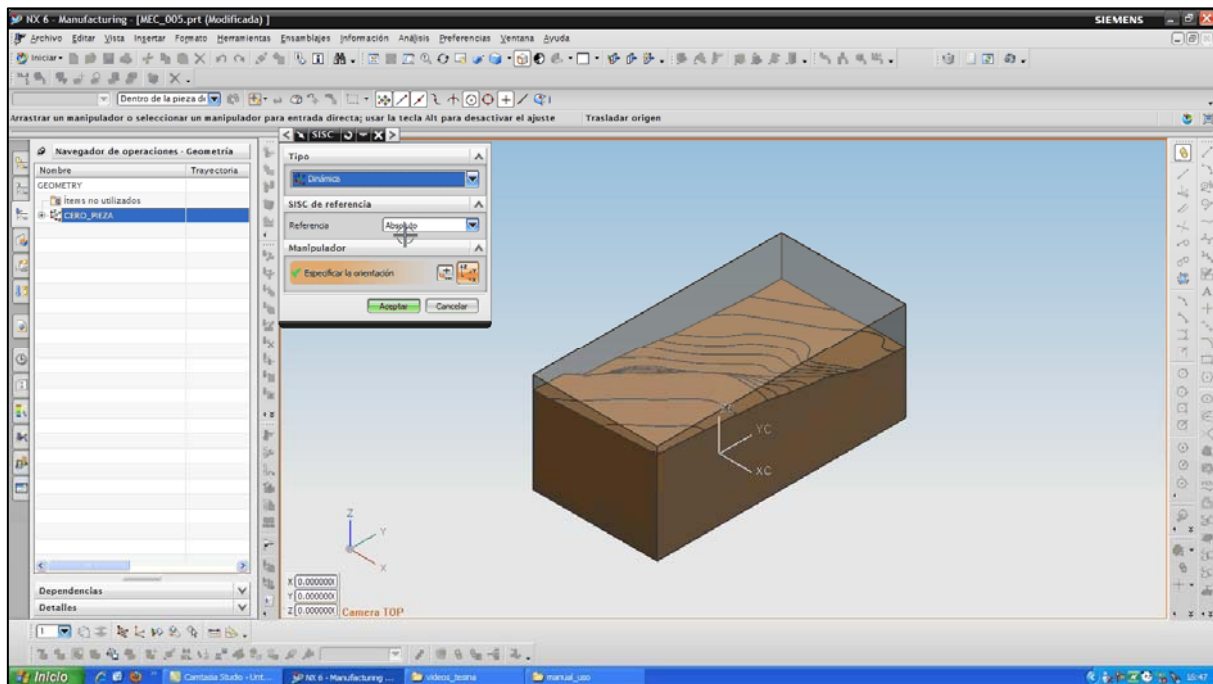 NX 6 - Manufacturing - [MEC_005.prt (Modificada) ]
SIEMENS
Archivo Editar Vista Insertar Formato Herramientas Ensamblajes Información Análisis Preferencias Ventana Ayuda
Iniciar
Dentro de la pieza de
Arrastrar un manipulador o seleccionar un manipulador para entrada directa; usar la tecla Alt para desactivar el ajuste
Trasladar origen
Navegador de operaciones - Geometría
Nombre
Trayectoria
GEOMETRY
Ítems no utilizados
CERO_PIEZA
Dependencias
Detalles
SISC
Tipo
Dinámica
SISC de referencia
Referencia
Absoluto
Manipulador
Especificar la orientación
Aceptar
Cancelar
ZC
YC
XC
Z
Y
X
X 0.000000
Y 0.000000
Z 0.000000
Camera TOP
1
Inicio
Camtasia Studio - Unt...
NX 6 - Manufacturing ...
videos_tesina
manual_uso
15:47